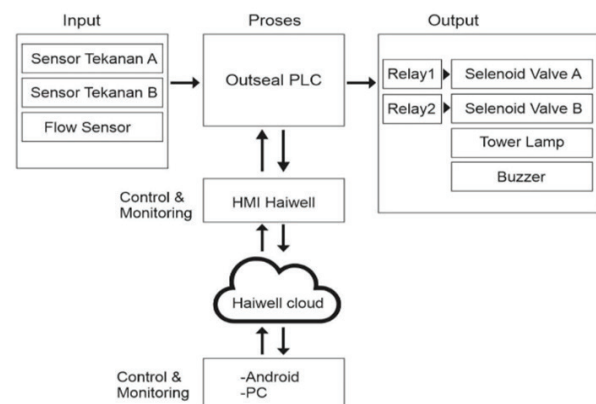 Input
Proses
Output
Sensor Tekanan A
Sensor Tekanan B
Flow Sensor
Outseal PLC
Relay1
Selenoid Valve A
Relay2
Selenoid Valve B
Tower Lamp
Buzzer
Control &
Monitoring
HMI Haiwell
Haiwell cloud
Control &
Monitoring
-Android
-PC